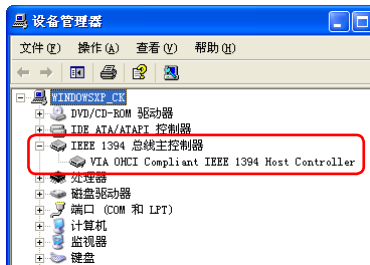 设备管理器
文件(F) 操作(A) 查看(V) 帮助(H)
WINDOWSXP_CK
DVD/CD-ROM 驱动器
IDE ATA/ATAPI 控制器
IEEE 1394 总线主控制器
VIA OHCI Compliant IEEE 1394 Host Controller
处理器
磁盘驱动器
端口 (COM 和 LPT)
计算机
监视器
键盘